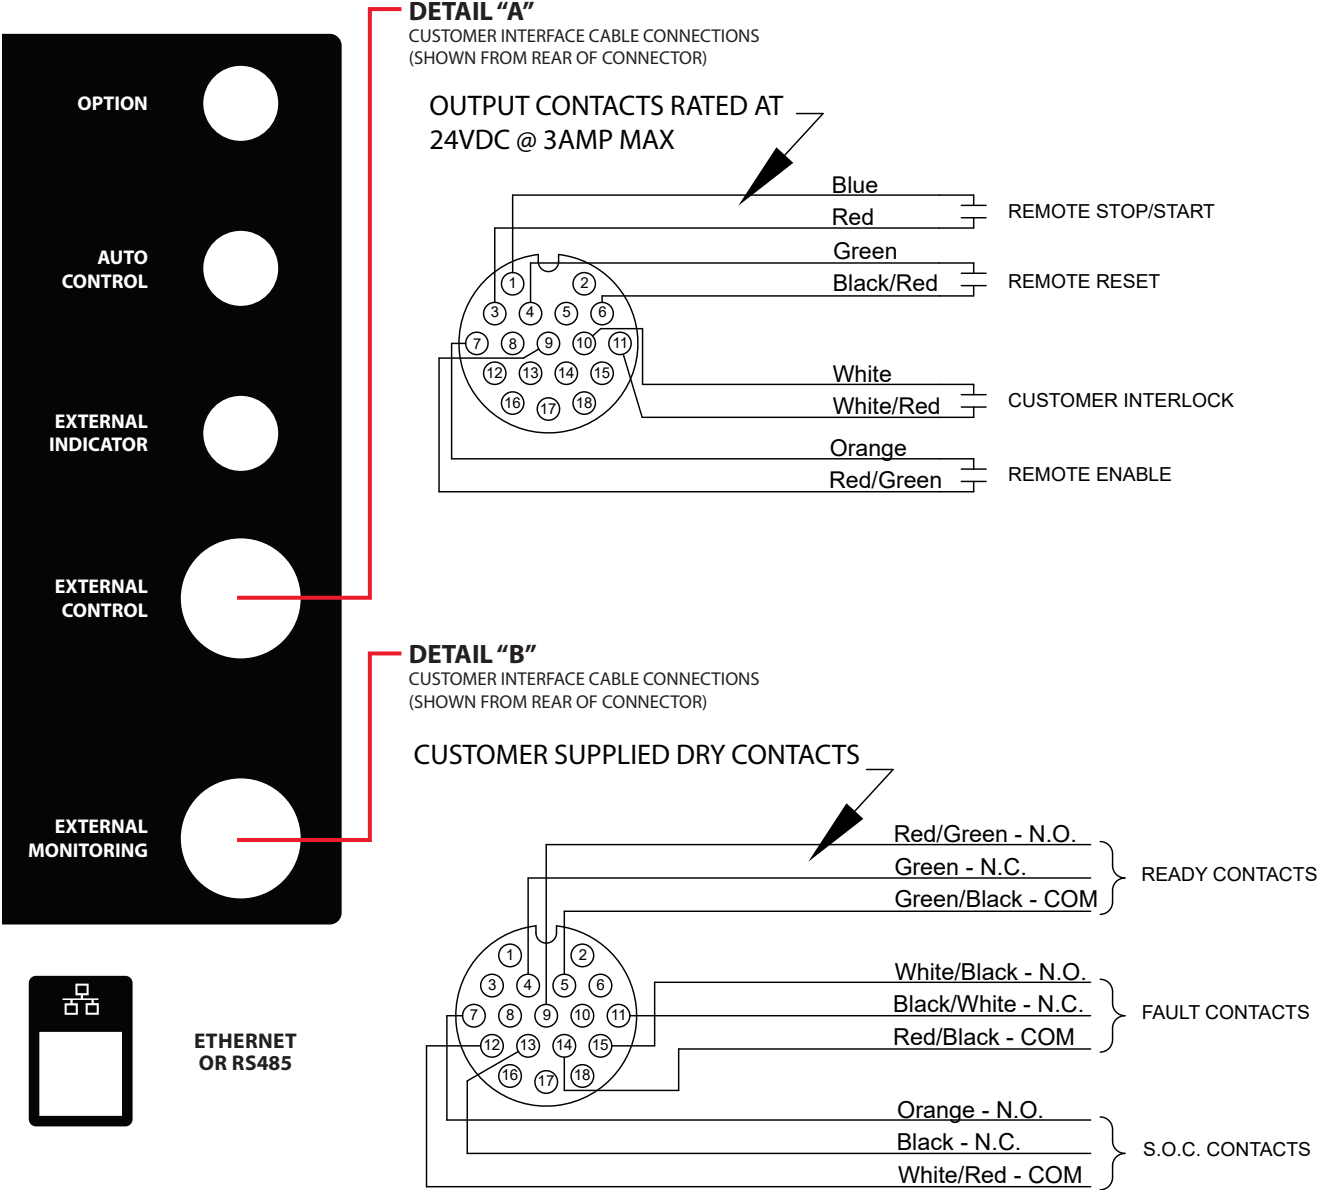 DETAIL “A”
CUSTOMER INTERFACE CABLE CONNECTIONS
(SHOWN FROM REAR OF CONNECTOR)
OUTPUT CONTACTS RATED AT
24VDC @ 3AMP MAX
OPTION
AUTO
CONTROL
EXTERNAL
INDICATOR
EXTERNAL
CONTROL
EXTERNAL
MONITORING
ETHERNET
OR RS485
Blue
Red
REMOTE STOP/START
Green
Black/Red
REMOTE RESET
White
White/Red
CUSTOMER INTERLOCK
Orange
Red/Green
REMOTE ENABLE
1 2
3 4 5 6
7 8 9 10 11
12 13 14 15
16 17 18
DETAIL “B”
CUSTOMER INTERFACE CABLE CONNECTIONS
(SHOWN FROM REAR OF CONNECTOR)
CUSTOMER SUPPLIED DRY CONTACTS
Red/Green - N.O.
Green - N.C.
Green/Black - COM
READY CONTACTS
White/Black - N.O.
Black/White - N.C.
Red/Black - COM
FAULT CONTACTS
Orange - N.O.
Black - N.C.
White/Red - COM
S.O.C. CONTACTS
1 2
3 4 5 6
7 8 9 10 11
12 13 14 15
16 17 18